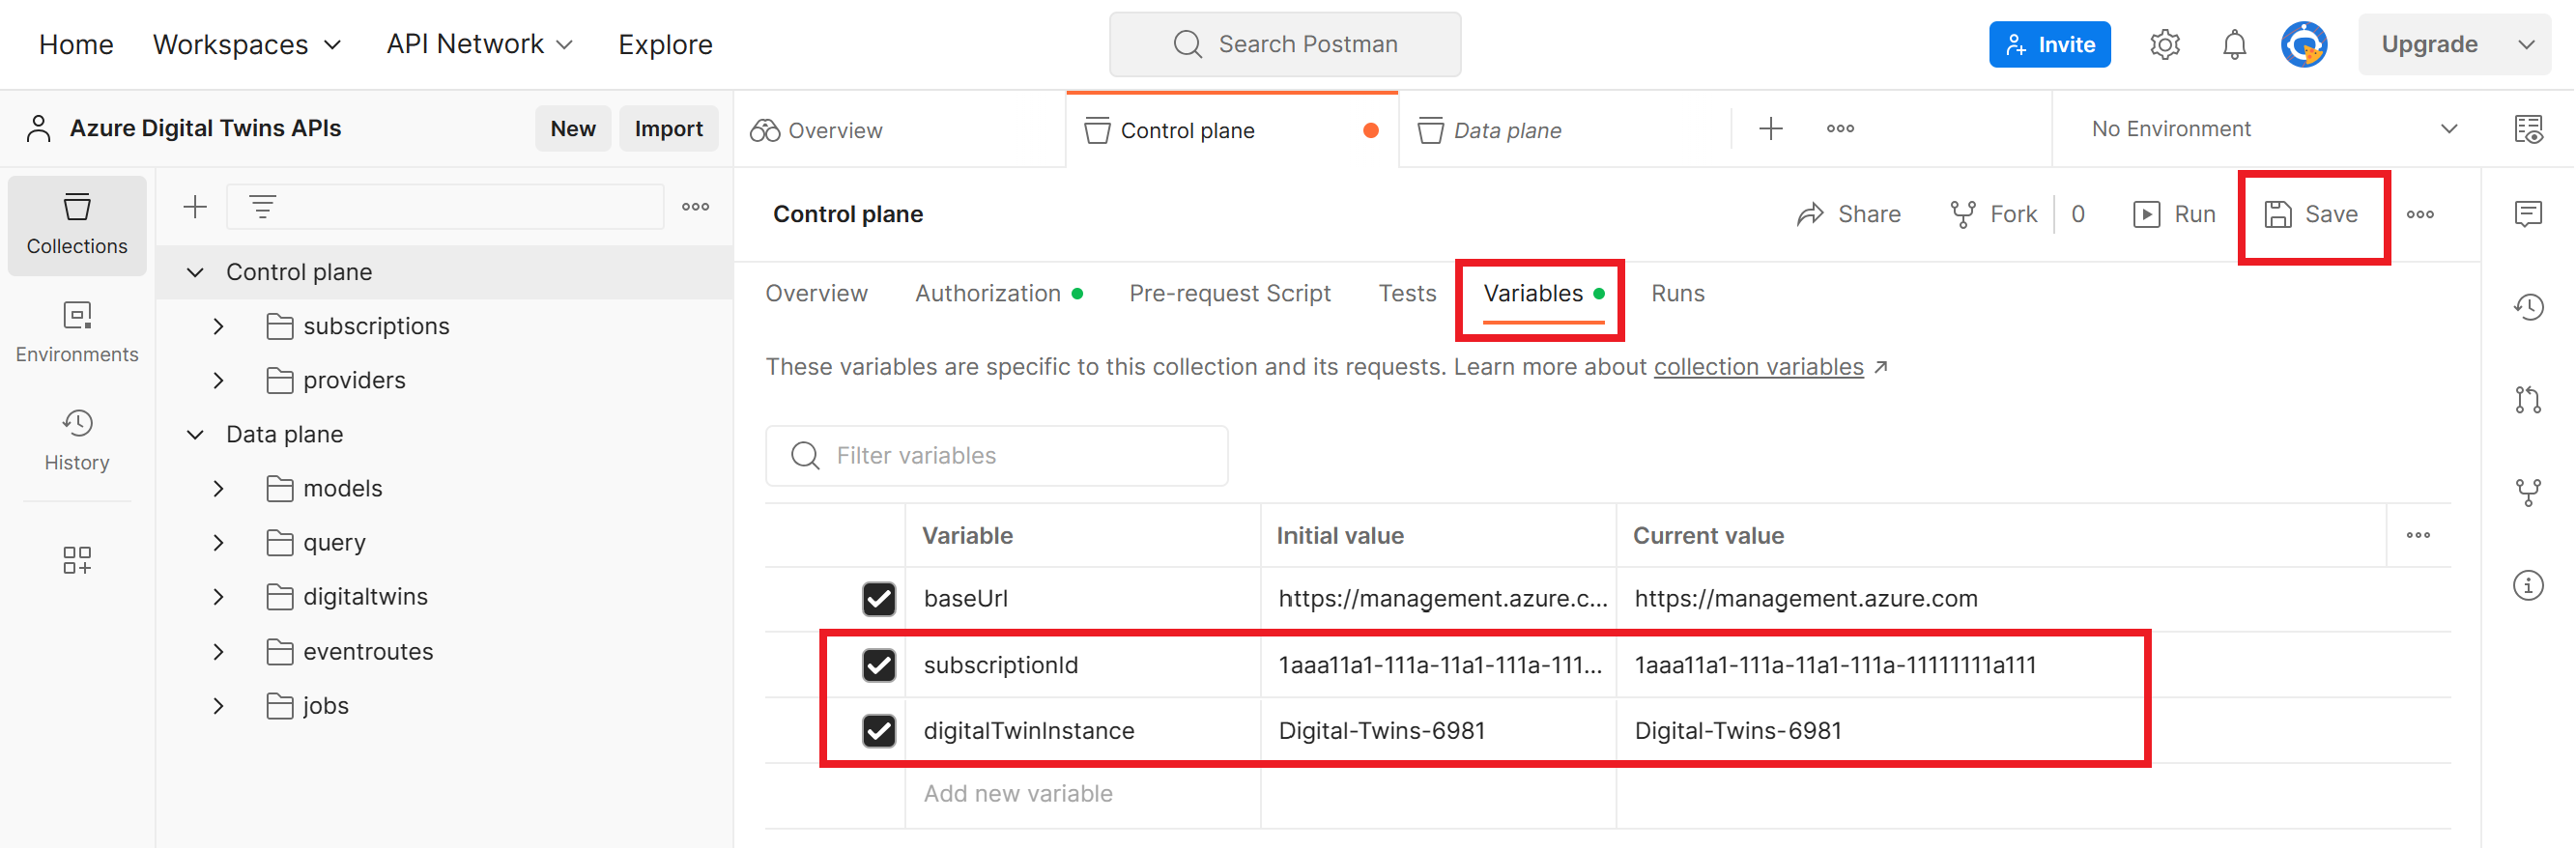 Home Workspaces API Network Explore Search Postman Invite Upgrade
Azure Digital Twins APIs New Import
Overview Control plane Data plane No Environment
Collections
Environments
History
Control plane
subscriptions
providers
Data plane
models
query
digitaltwins
eventroutes
jobs
Control plane Share Fork 0 Run Save
Overview Authorization Pre-request Script Tests Variables Runs
These variables are specific to this collection and its requests. Learn more about collection variables ↗
Filter variables
Variable Initial value Current value
baseUrl https://management.azure.c... https://management.azure.com
subscriptionId 1aaa11a1-111a-11a1-111a-111... 1aaa11a1-111a-11a1-111a-11111111a111
digitalTwinInstance Digital-Twins-6981 Digital-Twins-6981
Add new variable